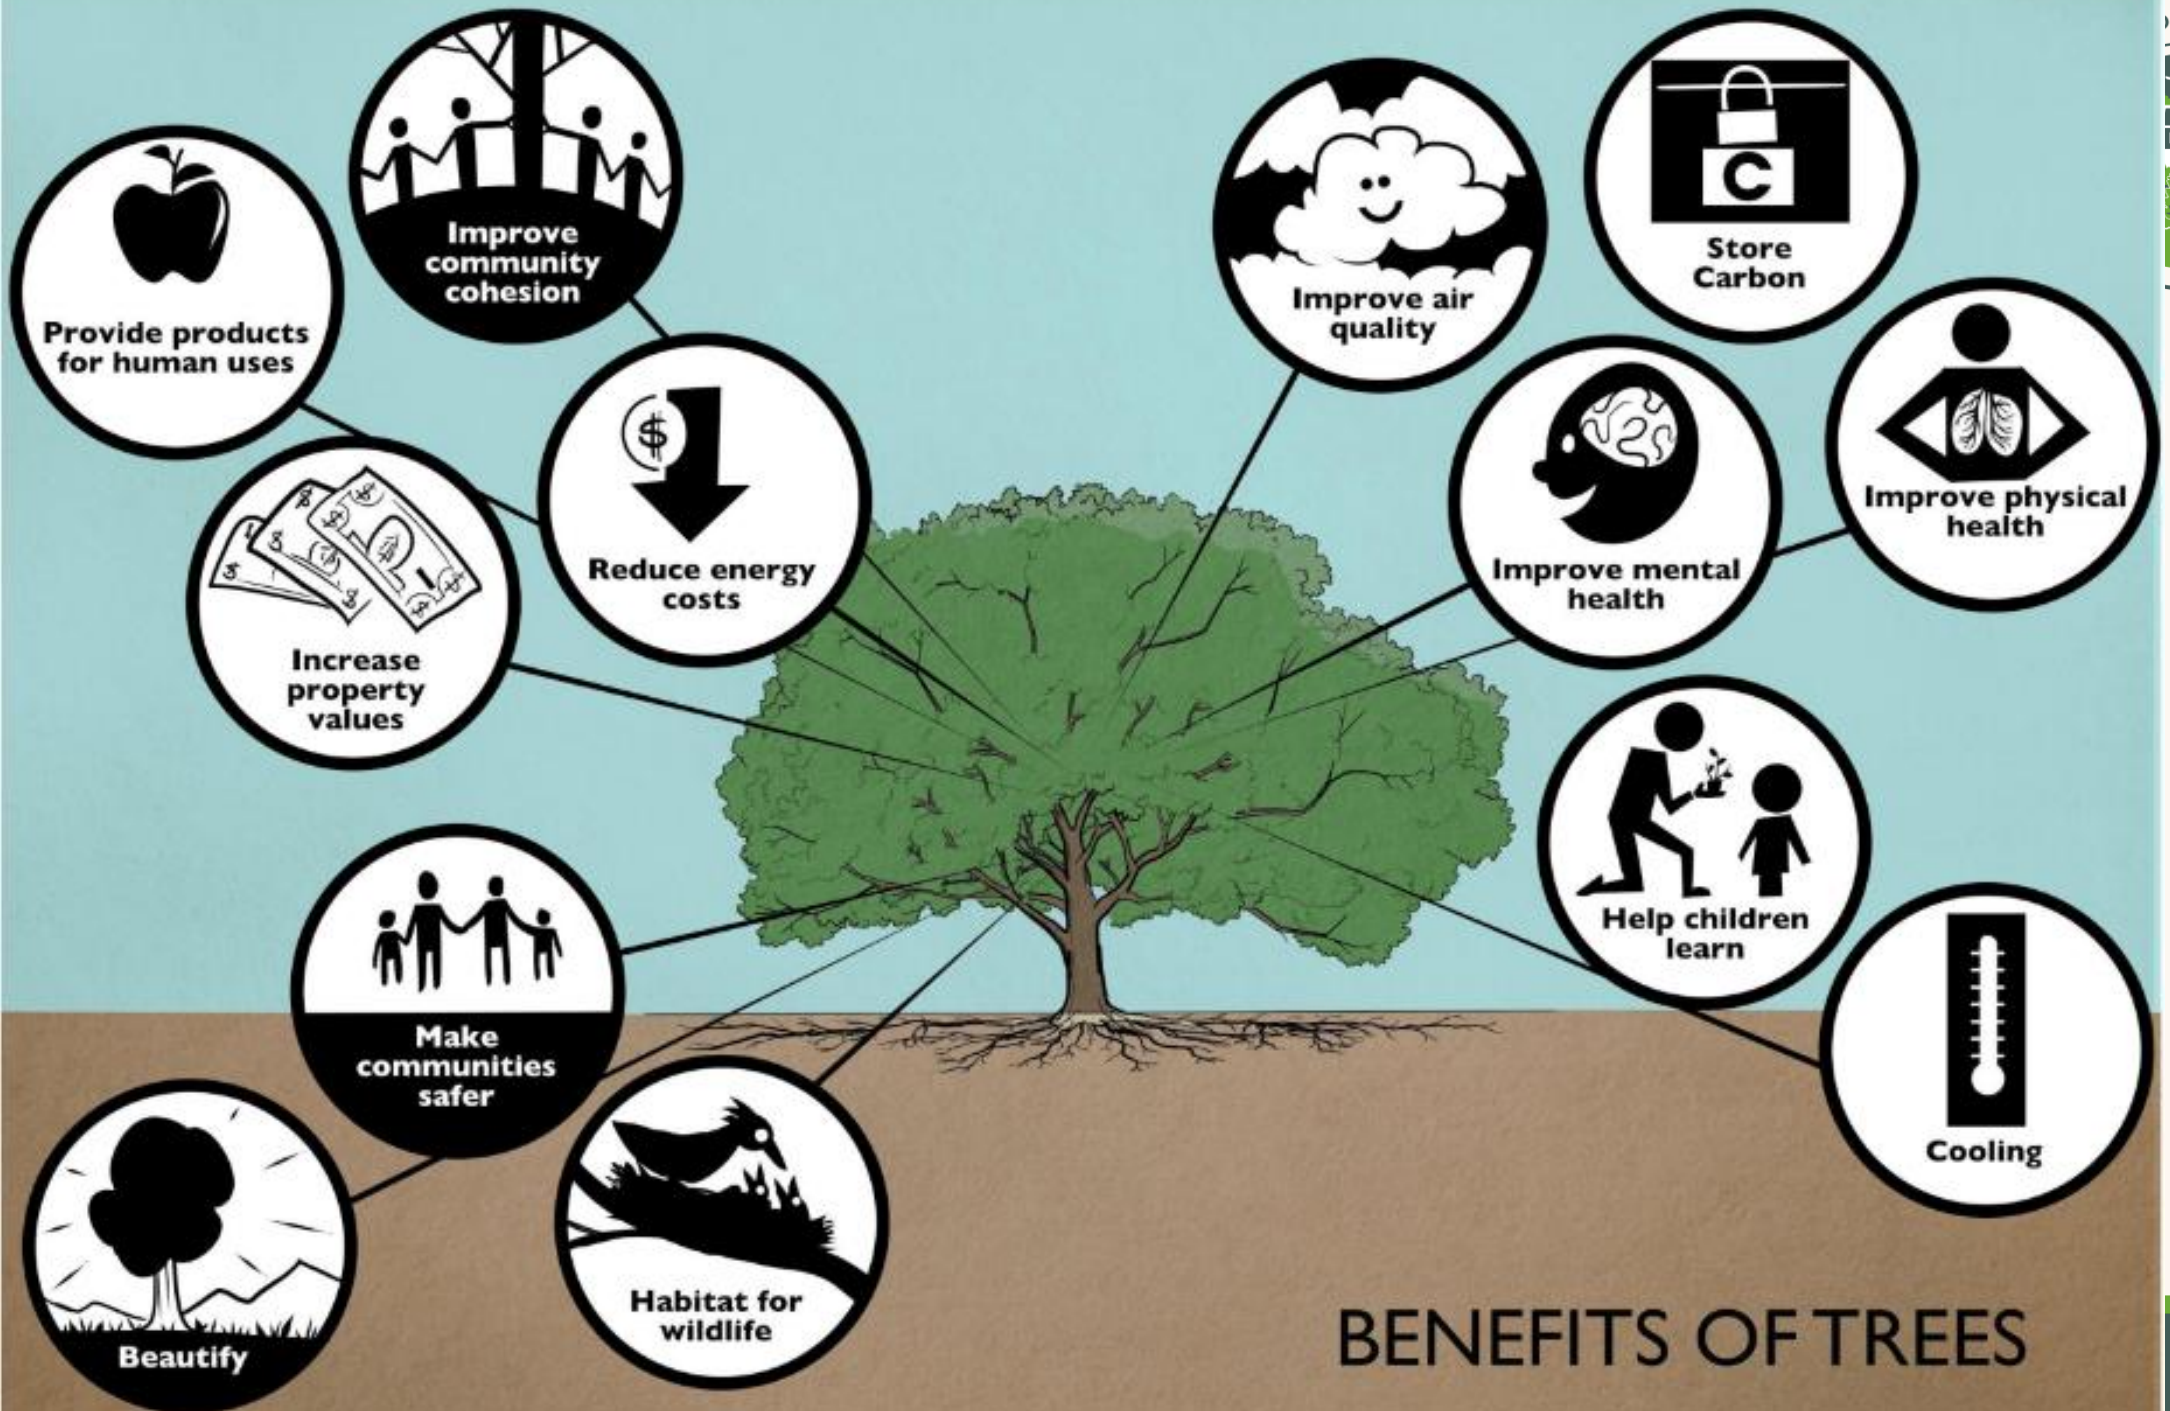 Improve
community
cohesion
Provide products
for human uses
Reduce energy
costs
$
Increase
property
values
$
$
$
$
$
$
$
$
$
Improve air
quality
C
Store
Carbon
Improve physical
health
Improve mental
health
Help children
learn
Cooling
Make
communities
safer
Beautify
Habitat for
wildlife
BENEFITS OF TREES